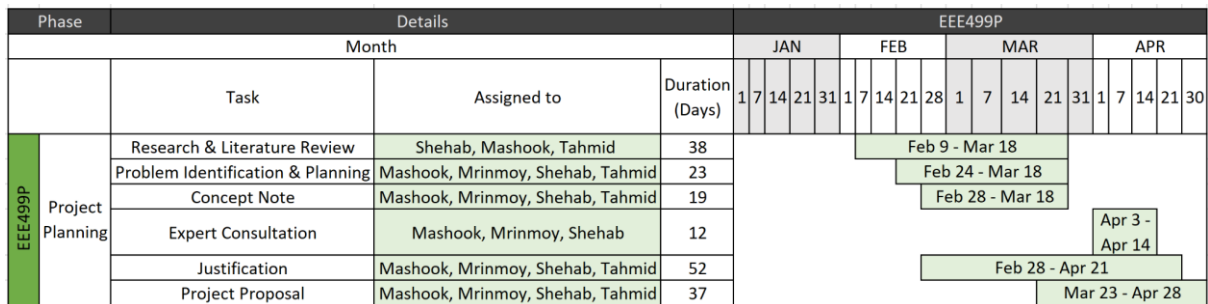 Phase Details EEE499P
Month JAN FEB MAR APR
Task Assigned to Duration (Days) 1 7 14 21 31 1 7 14 21 28 1 7 14 21 31 1 7 14 21 30
EEE499P
Project Planning
Research & Literature Review Shehab, Mashook, Tahmid 38 Feb 9 - Mar 18
Problem Identification & Planning Mashook, Mrinmoy, Shehab, Tahmid 23 Feb 24 - Mar 18
Concept Note Mashook, Mrinmoy, Shehab, Tahmid 19 Feb 28 - Mar 18
Expert Consultation Mashook, Mrinmoy, Shehab 12 Apr 3 - Apr 14
Justification Mashook, Mrinmoy, Shehab, Tahmid 52 Feb 28 - Apr 21
Project Proposal Mashook, Mrinmoy, Shehab, Tahmid 37 Mar 23 - Apr 28